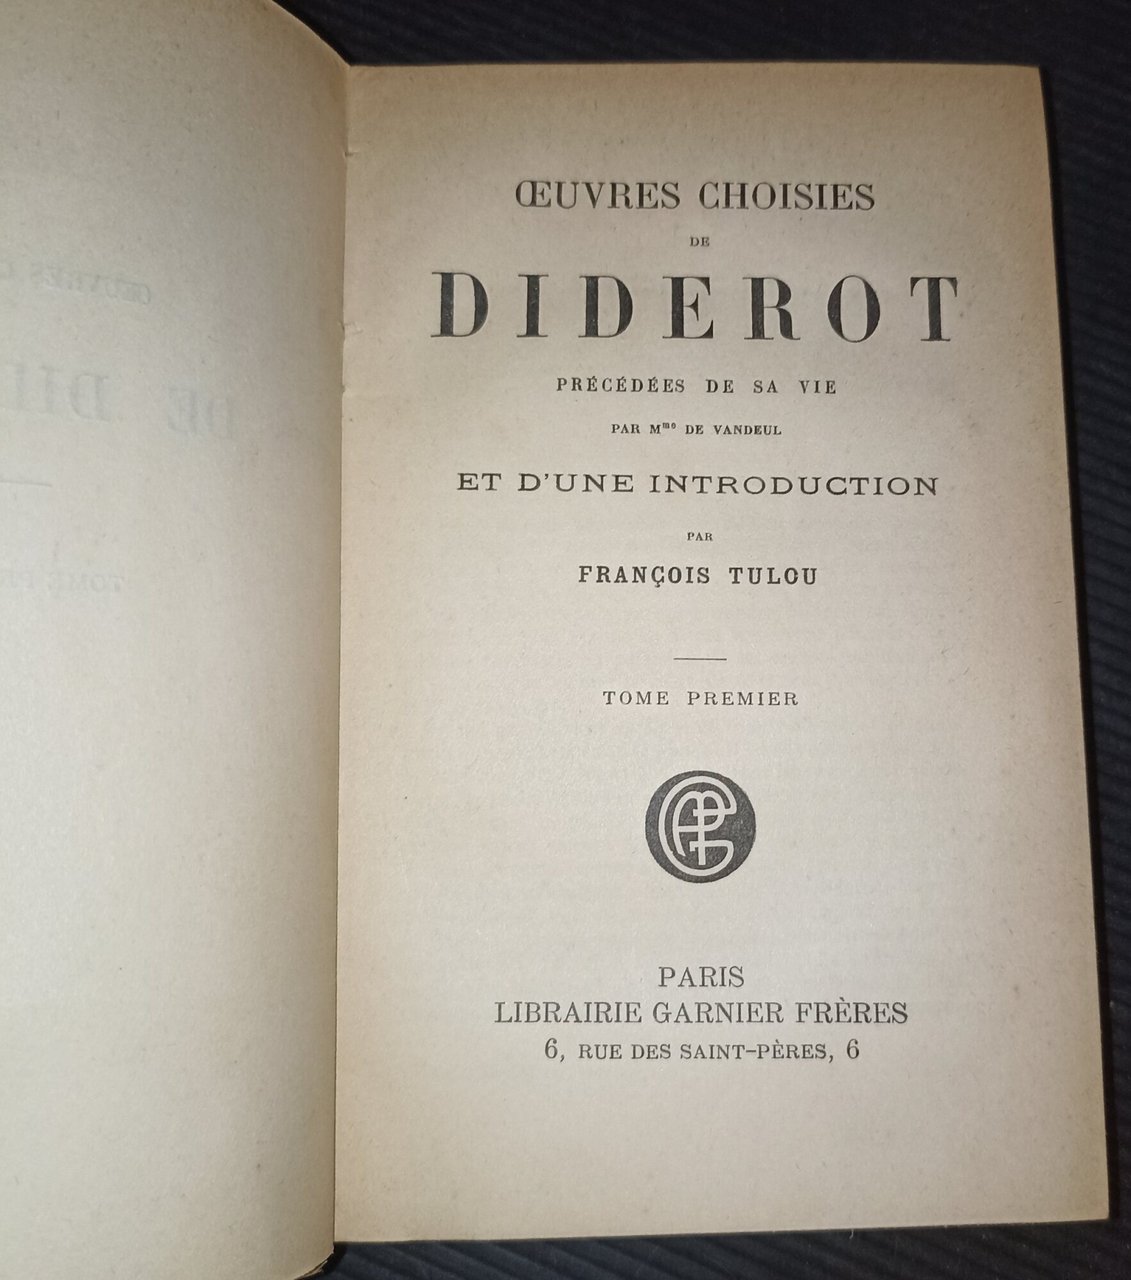 ŒUVRES CHOISIES
DE
DIDEROT
PRÉCÉDÉES DE SA VIE
PAR Mme DE VANDEUL
ET D'UNE INTRODUCTION
PAR
FRANÇOIS TULOU
TOME PREMIER
PARIS
LIBRAIRIE GARNIER FRÈRES
6, RUE DES SAINT-PÈRES, 6